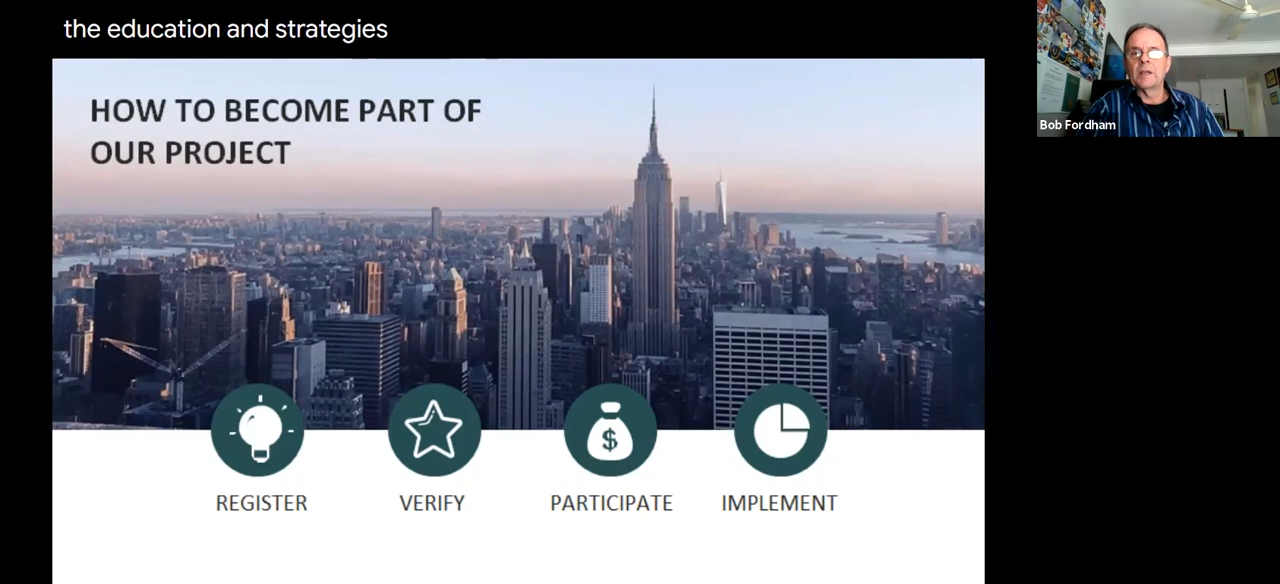 the education and strategies
HOW TO BECOME PART OF
OUR PROJECT
Bob Fordham
REGISTER
VERIFY
PARTICIPATE
IMPLEMENT